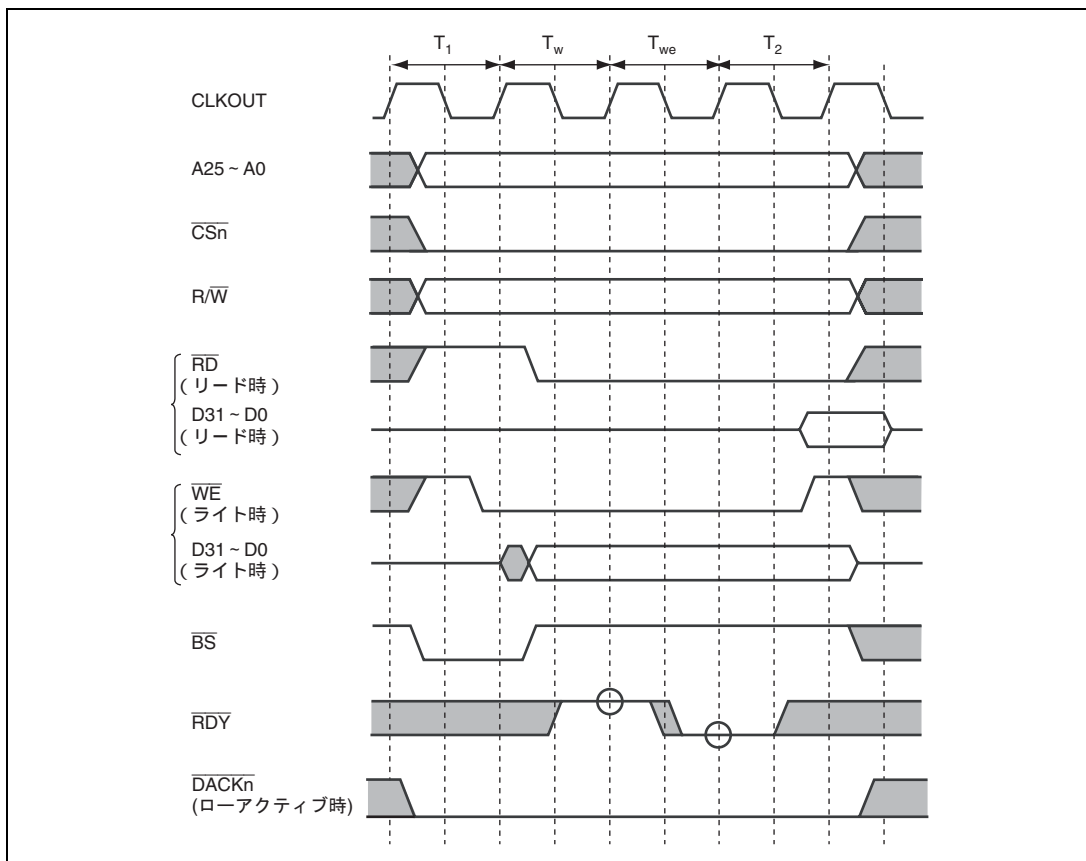 T1 Tw Twe T2
CLKOUT
A25 ~ A0
CSn
R/W
RD
( リード時 )
D31 ~ D0
( リード時 )
WE
( ライト時 )
D31 ~ D0
( ライト時 )
BS
RDY
DACKn
(ローアクティブ時)